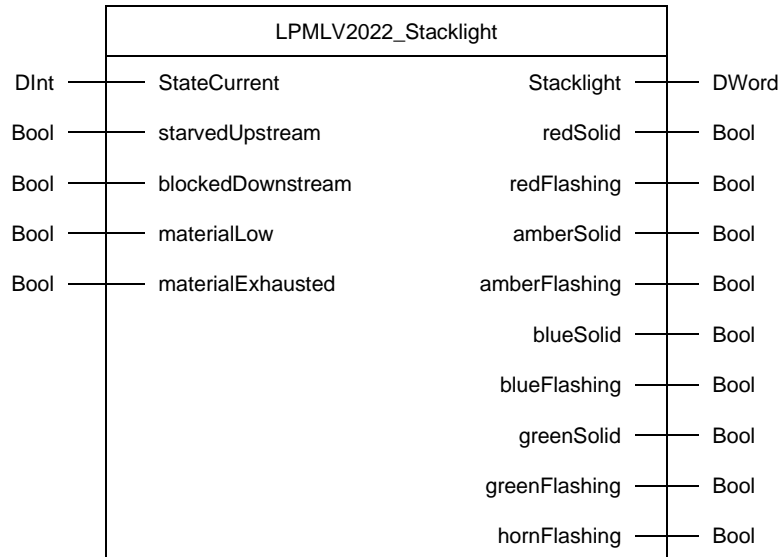 LPMLV2022_Stacklight
DInt StateCurrent Stacklight DWord
Bool starvedUpstream redSolid Bool
Bool blockedDownstream redFlashing Bool
Bool materialLow amberSolid Bool
Bool materialExhausted amberFlashing Bool
blueSolid Bool
blueFlashing Bool
greenSolid Bool
greenFlashing Bool
hornFlashing Bool